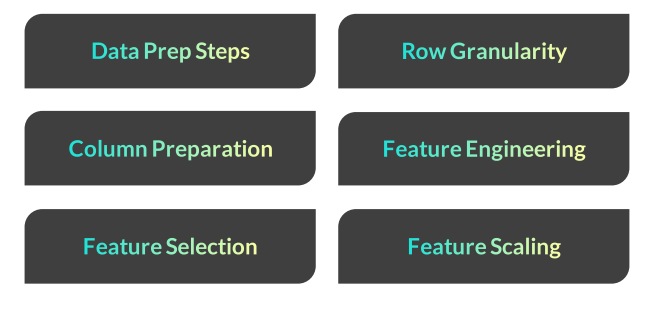 Data Prep Steps
Row Granularity
Column Preparation
Feature Engineering
Feature Selection
Feature Scaling